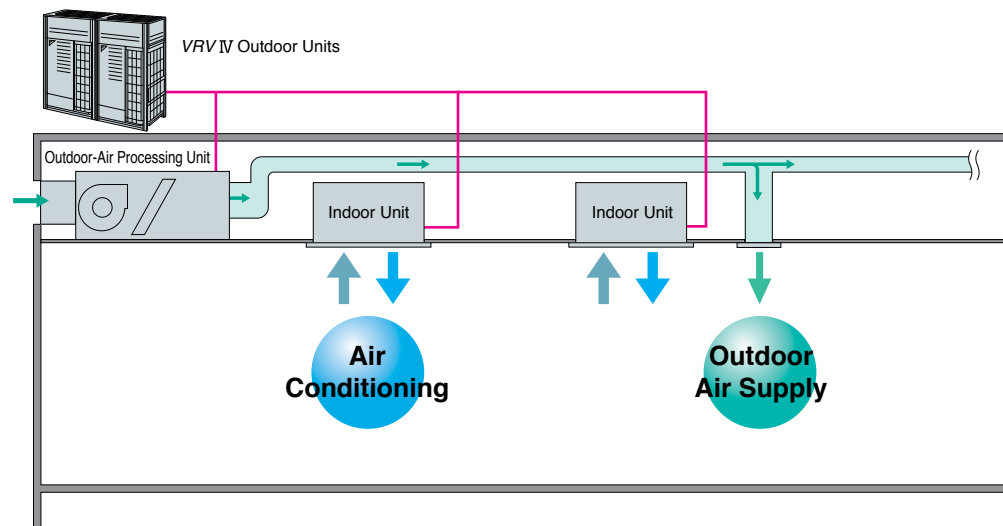 VRV IV Outdoor Units
Outdoor-Air Processing Unit
Indoor Unit
Indoor Unit
Air
Conditioning
Outdoor
Air Supply